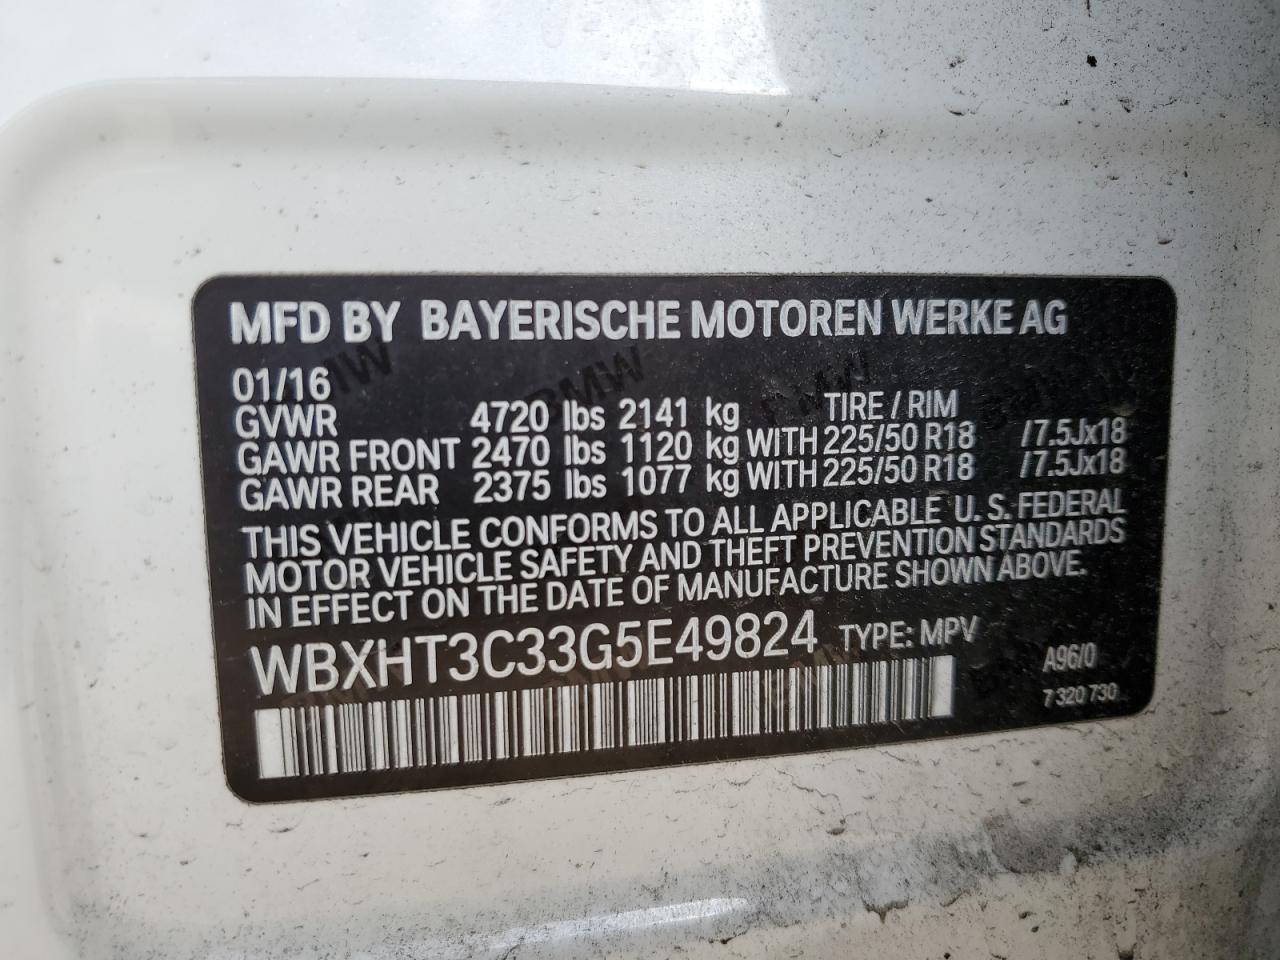 MFD BY BAYERISCHE MOTOREN WERKE AG
01/16
GVWR 4720 lbs 2141 kg TIRE / RIM
GAWR FRONT 2470 lbs 1120 kg WITH 225/50 R18 /7.5Jx18
GAWR REAR 2375 lbs 1077 kg WITH 225/50 R18 /7.5Jx18
THIS VEHICLE CONFORMS TO ALL APPLICABLE U.S. FEDERAL
MOTOR VEHICLE SAFETY AND THEFT PREVENTION STANDARDS
IN EFFECT ON THE DATE OF MANUFACTURE SHOWN ABOVE.
WBXHT3C33G5E49824 TYPE: MPV
A96/0
7 320 730